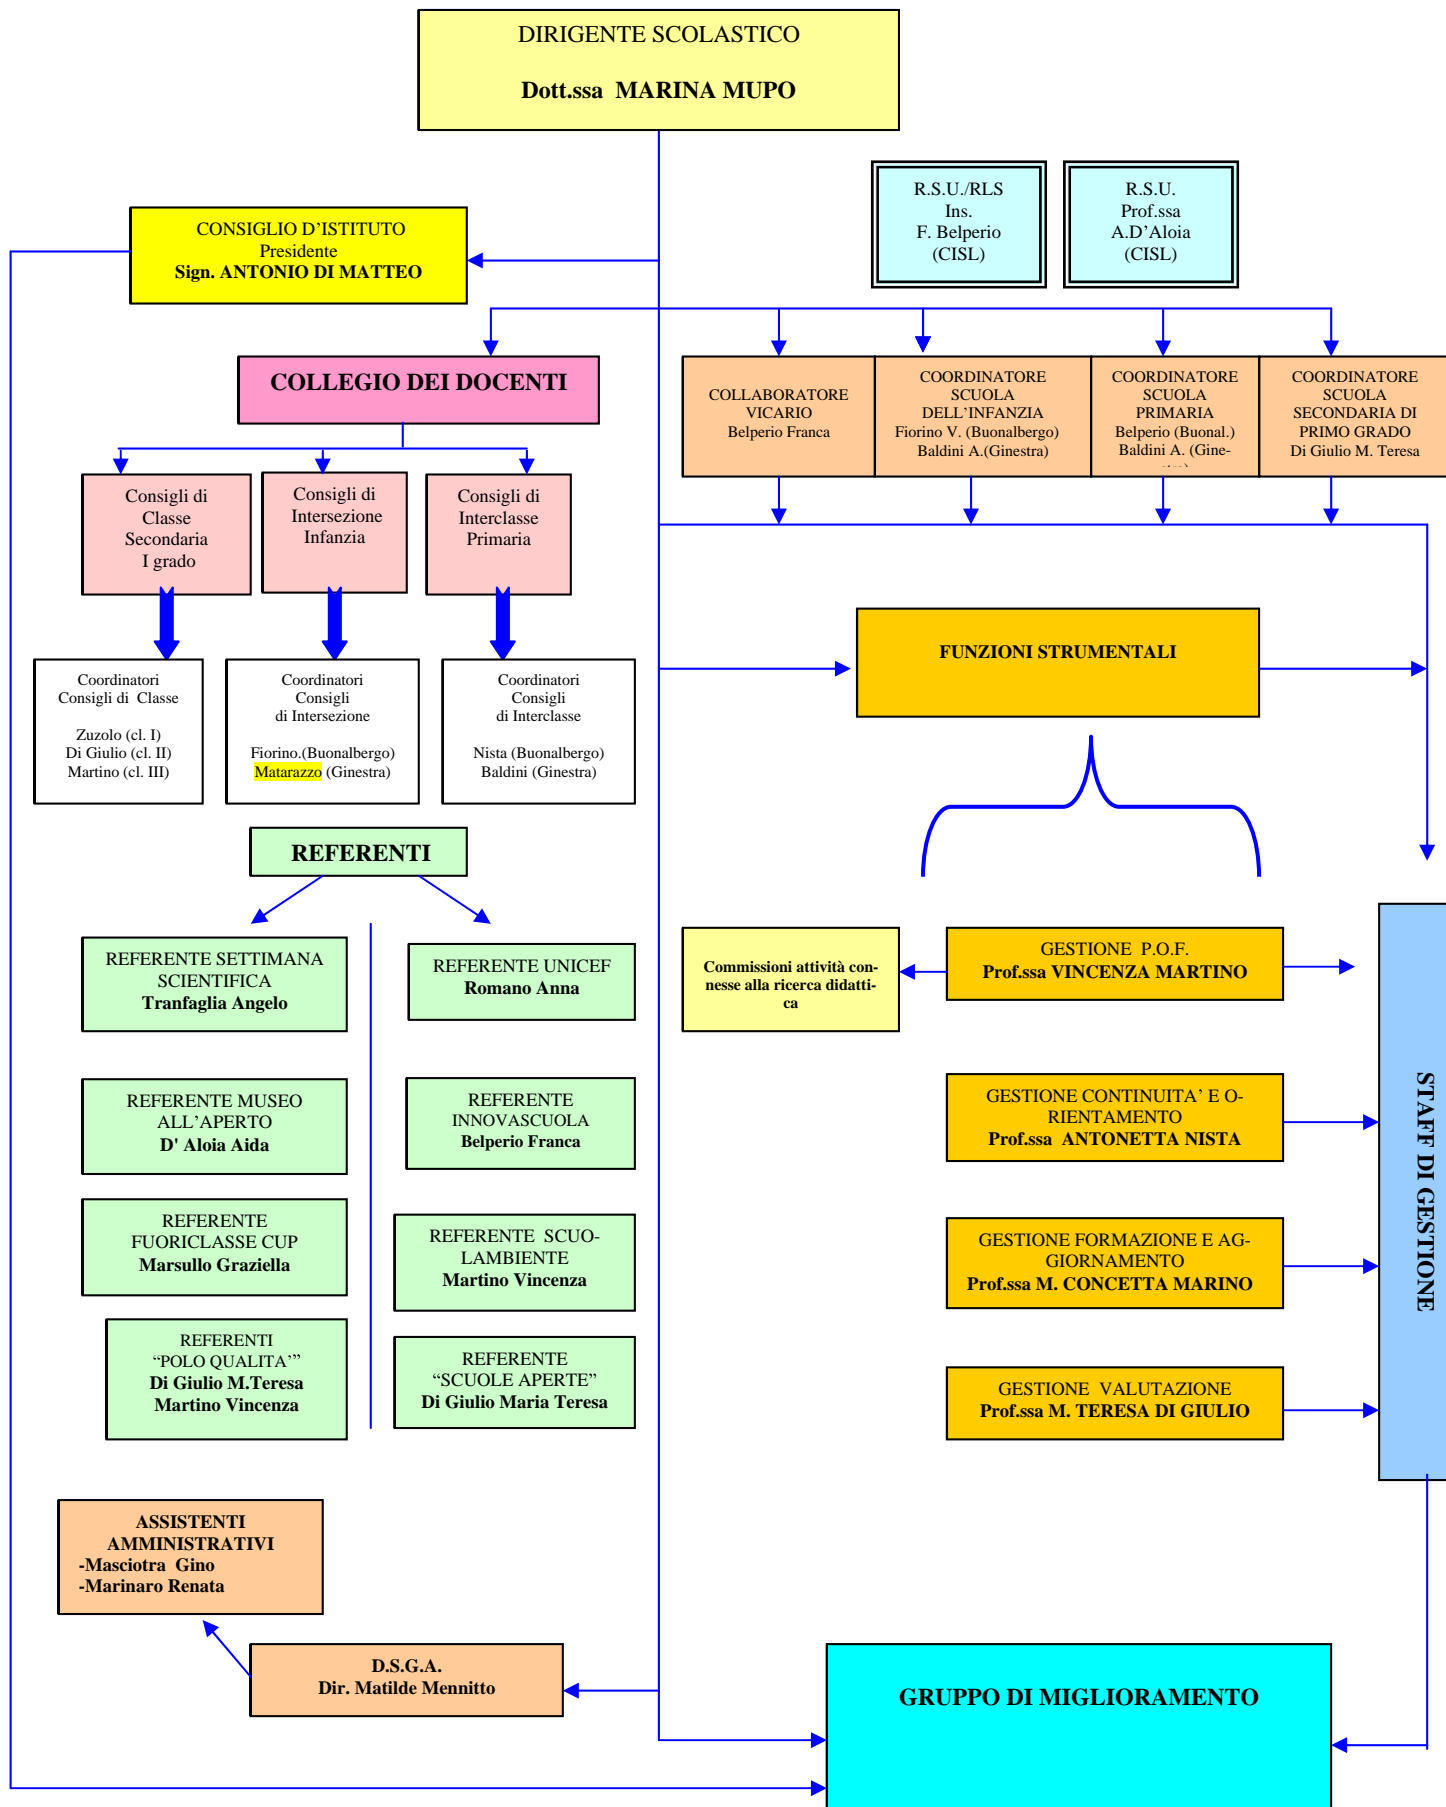 DIRIGENTE SCOLASTICO
Dott.ssa MARINA MUPO
R.S.U./RLS
Ins.
F. Belperio
(CISL)
R.S.U.
Prof.ssa
A.D'Aloia
(CISL)
CONSIGLIO D'ISTITUTO
Presidente
Sign. ANTONIO DI MATTEO
COLLEGIO DEI DOCENTI
COLLABORATORE
VICARIO
Belperio Franca
COORDINATORE
SCUOLA
DELL'INFANZIA
Fiorino V. (Buonalbergo)
Baldini A.(Ginestra)
COORDINATORE
SCUOLA
PRIMARIA
Belperio (Buonal.)
Baldini A. (Gine-
COORDINATORE
SCUOLA
SECONDARIA DI
PRIMO GRADO
Di Giulio M. Teresa
Consigli di
Classe
Secondaria
I grado
Consigli di
Intersezione
Infanzia
Consigli di
Interclasse
Primaria
Coordinatori
Consigli di Classe
Zuzolo (cl. I)
Di Giulio (cl. II)
Martino (cl. III)
Coordinatori
Consigli
di Intersezione
Fiorino.(Buonalbergo)
Matarazzo (Ginestra)
Coordinatori
Consigli
di Interclasse
Nista (Buonalbergo)
Baldini (Ginestra)
FUNZIONI STRUMENTALI
REFERENTI
REFERENTE SETTIMANA
SCIENTIFICA
Tranfaglia Angelo
REFERENTE UNICEF
Romano Anna
REFERENTE MUSEO
ALL'APERTO
D' Aloia Aida
REFERENTE
INNOVASCUOLA
Belperio Franca
REFERENTE
FUORICLASSE CUP
Marsullo Graziella
REFERENTE SCUO-
LAMBIENTE
Martino Vincenza
REFERENTI
“POLO QUALITA'”
Di Giulio M.Teresa
Martino Vincenza
REFERENTE
“SCUOLE APERTE”
Di Giulio Maria Teresa
Commissioni attività con-
nesse alla ricerca didatti-
ca
GESTIONE P.O.F.
Prof.ssa VINCENZA MARTINO
GESTIONE CONTINUITA' E O-
RIENTAMENTO
Prof.ssa ANTONETTA NISTA
GESTIONE FORMAZIONE E AG-
GIORNAMENTO
Prof.ssa M. CONCETTA MARINO
GESTIONE VALUTAZIONE
Prof.ssa M. TERESA DI GIULIO
STAFF DI GESTIONE
ASSISTENTI
AMMINISTRATIVI
-Masciotra Gino
-Marinaro Renata
D.S.G.A.
Dir. Matilde Mennitto
GRUPPO DI MIGLIORAMENTO